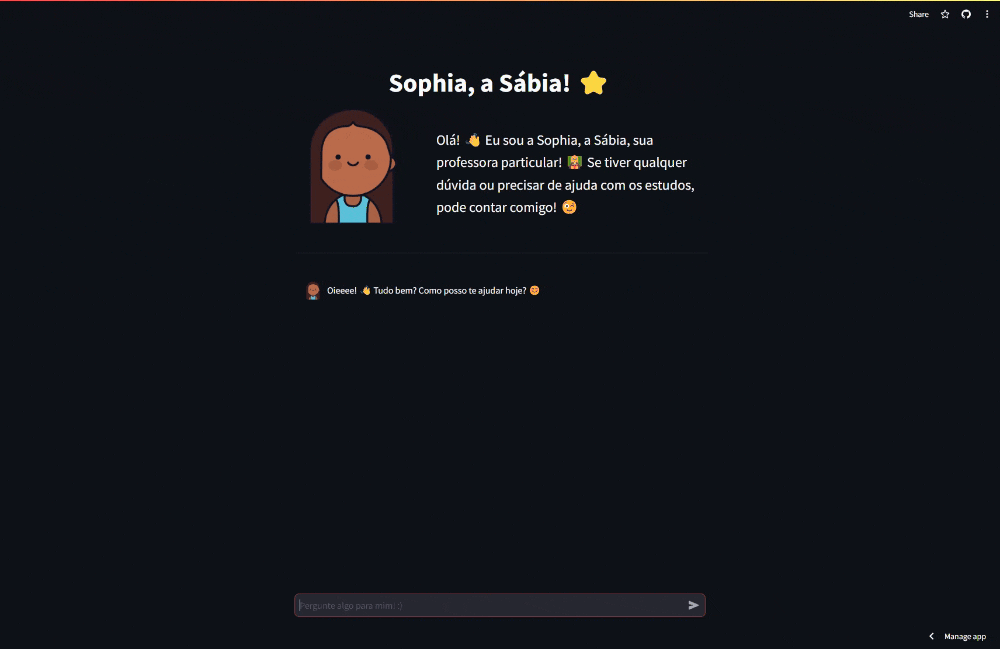 Share
Sophia, a Sábia! ⭐
Olá! 👋 Eu sou a Sophia, a Sábia, sua
professora particular! 👩‍🏫 Se tiver qualquer
dúvida ou precisar de ajuda com os estudos,
pode contar comigo! 😊
Oieeee! 👋 Tudo bem? Como posso te ajudar hoje? 😊
Pergunte algo para mim! :)
Manage app